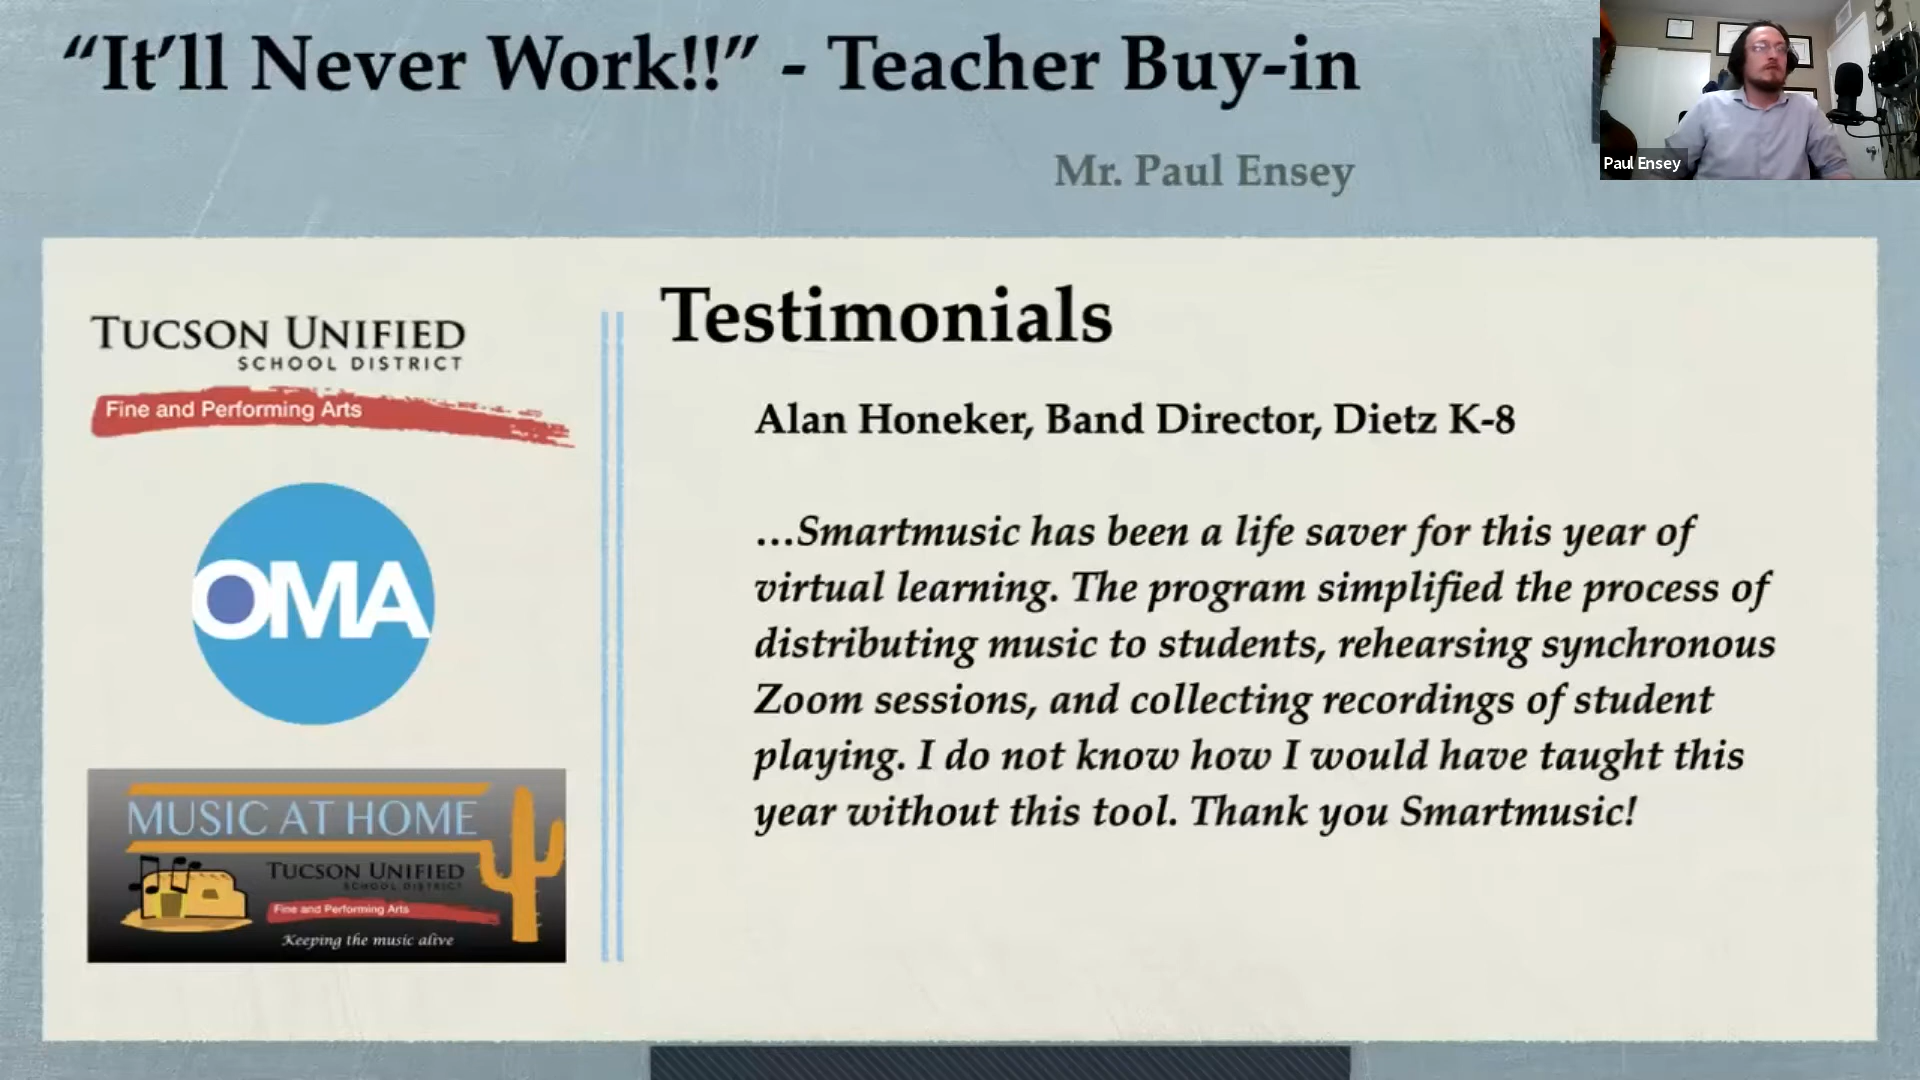 “It’ll Never Work!!” - Teacher Buy-in
Mr. Paul Ensey
Paul Ensey
TUCSON UNIFIED
SCHOOL DISTRICT
Fine and Performing Arts
OMA
MUSIC AT HOME
TUCSON UNIFIED
SCHOOL DISTRICT
Fine and Performing Arts
Keeping the music alive
Testimonials
Alan Honeker, Band Director, Dietz K-8
...Smartmusic has been a life saver for this year of
virtual learning. The program simplified the process of
distributing music to students, rehearsing synchronous
Zoom sessions, and collecting recordings of student
playing. I do not know how I would have taught this
year without this tool. Thank you Smartmusic!